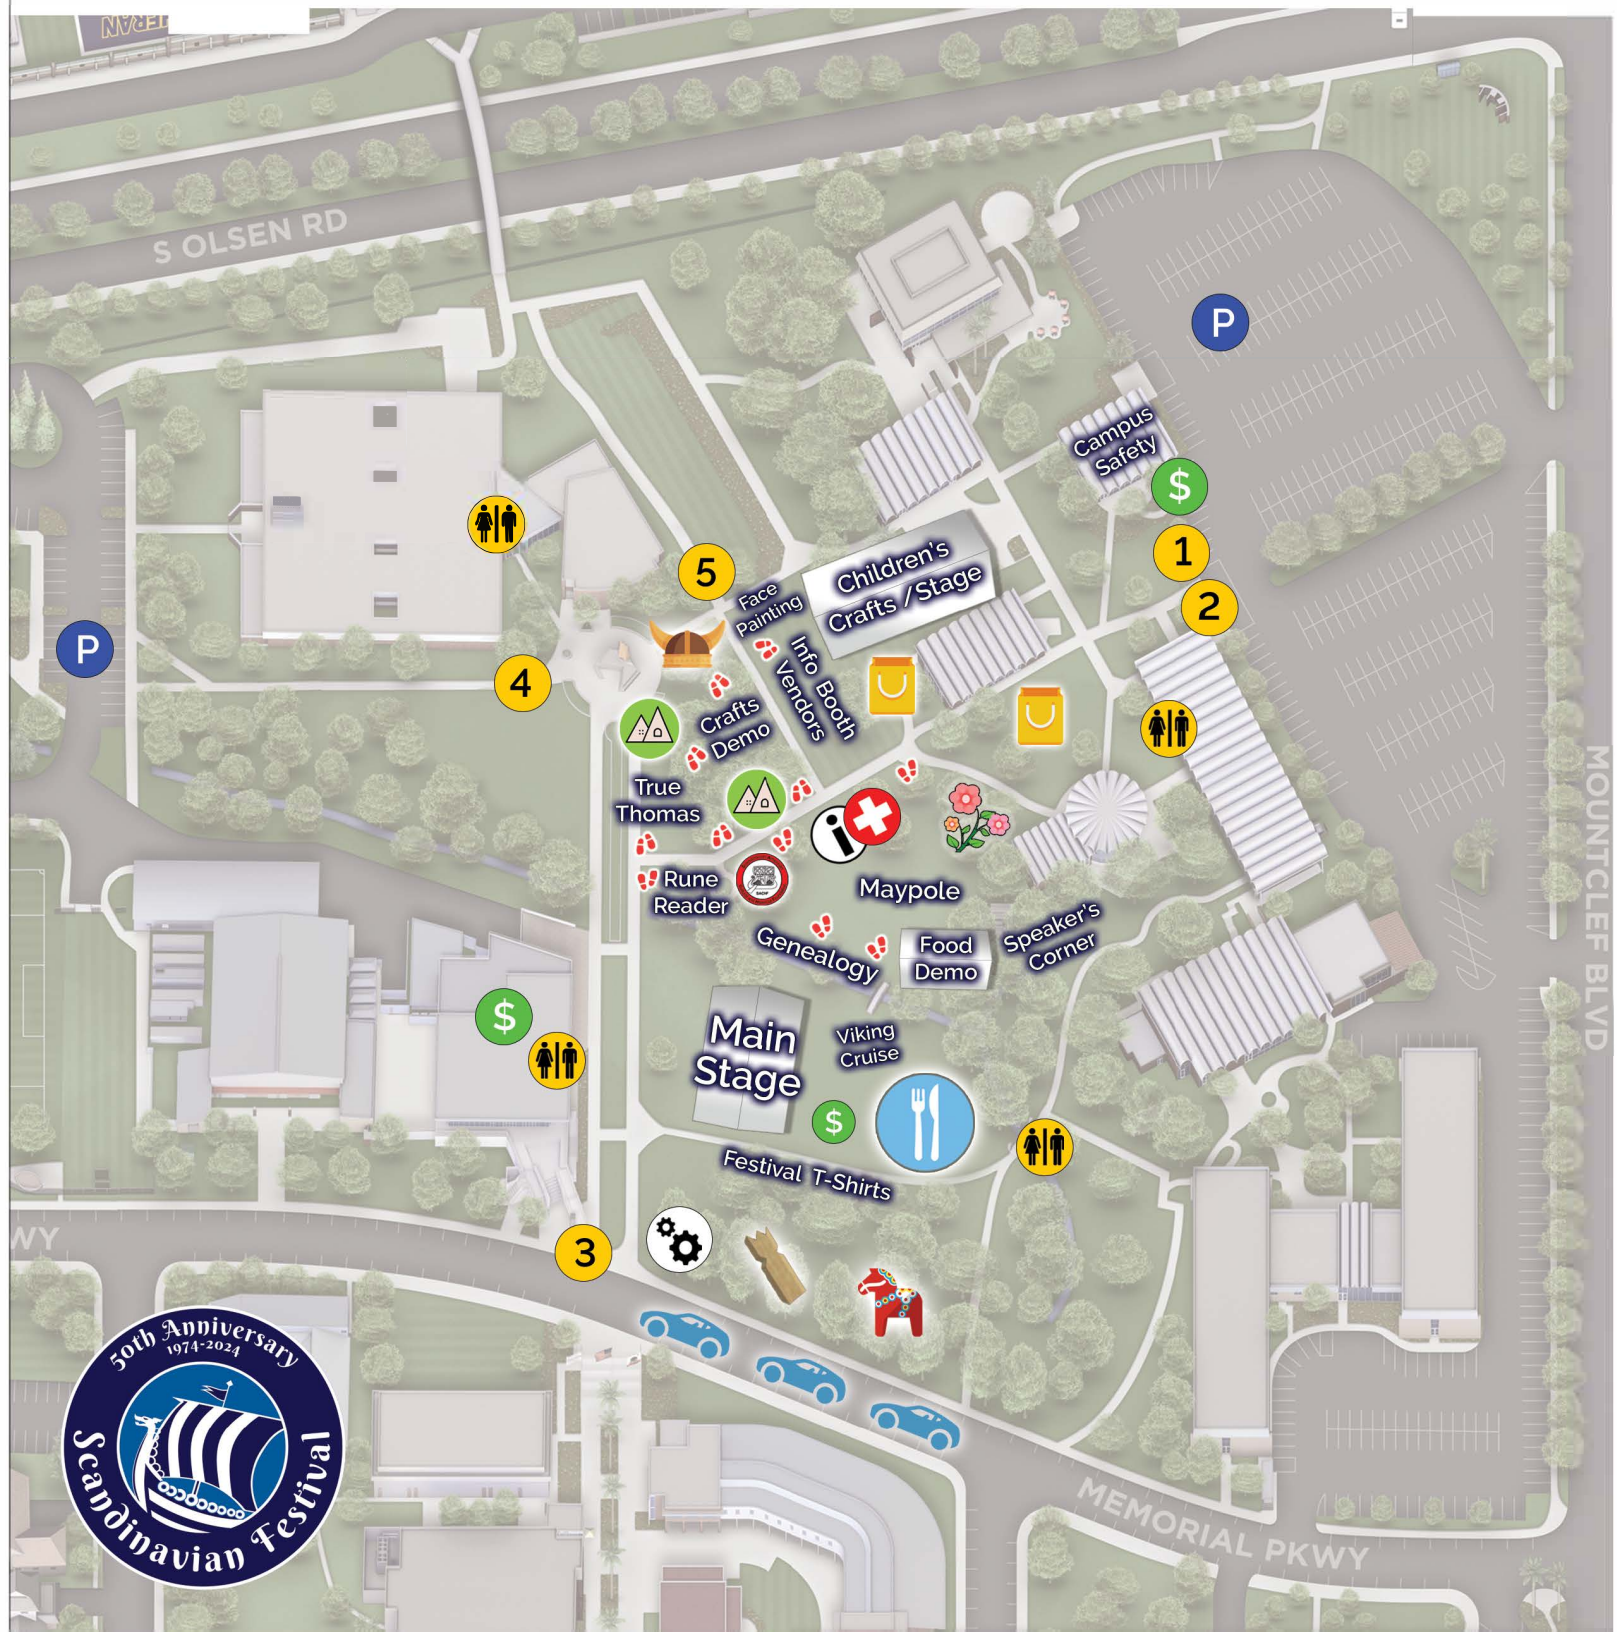 S OLSEN RD
P
Campus
Safety
$
1
2
5
Face
Painting
Children's
Crafts / Stage
Info Booth
Vendors
P
4
Crafts
Demo
True
Thomas
i
Rune
Reader
Maypole
Genealogy
Food
Demo
Speaker's
Corner
MOUNTCLEF BLVD
$
Main
Stage
Viking
Cruise
$
Festival T-Shirts
WY
3
50th Anniversary
1974-2024
Scandinavian Festival
MEMORIAL PKWY